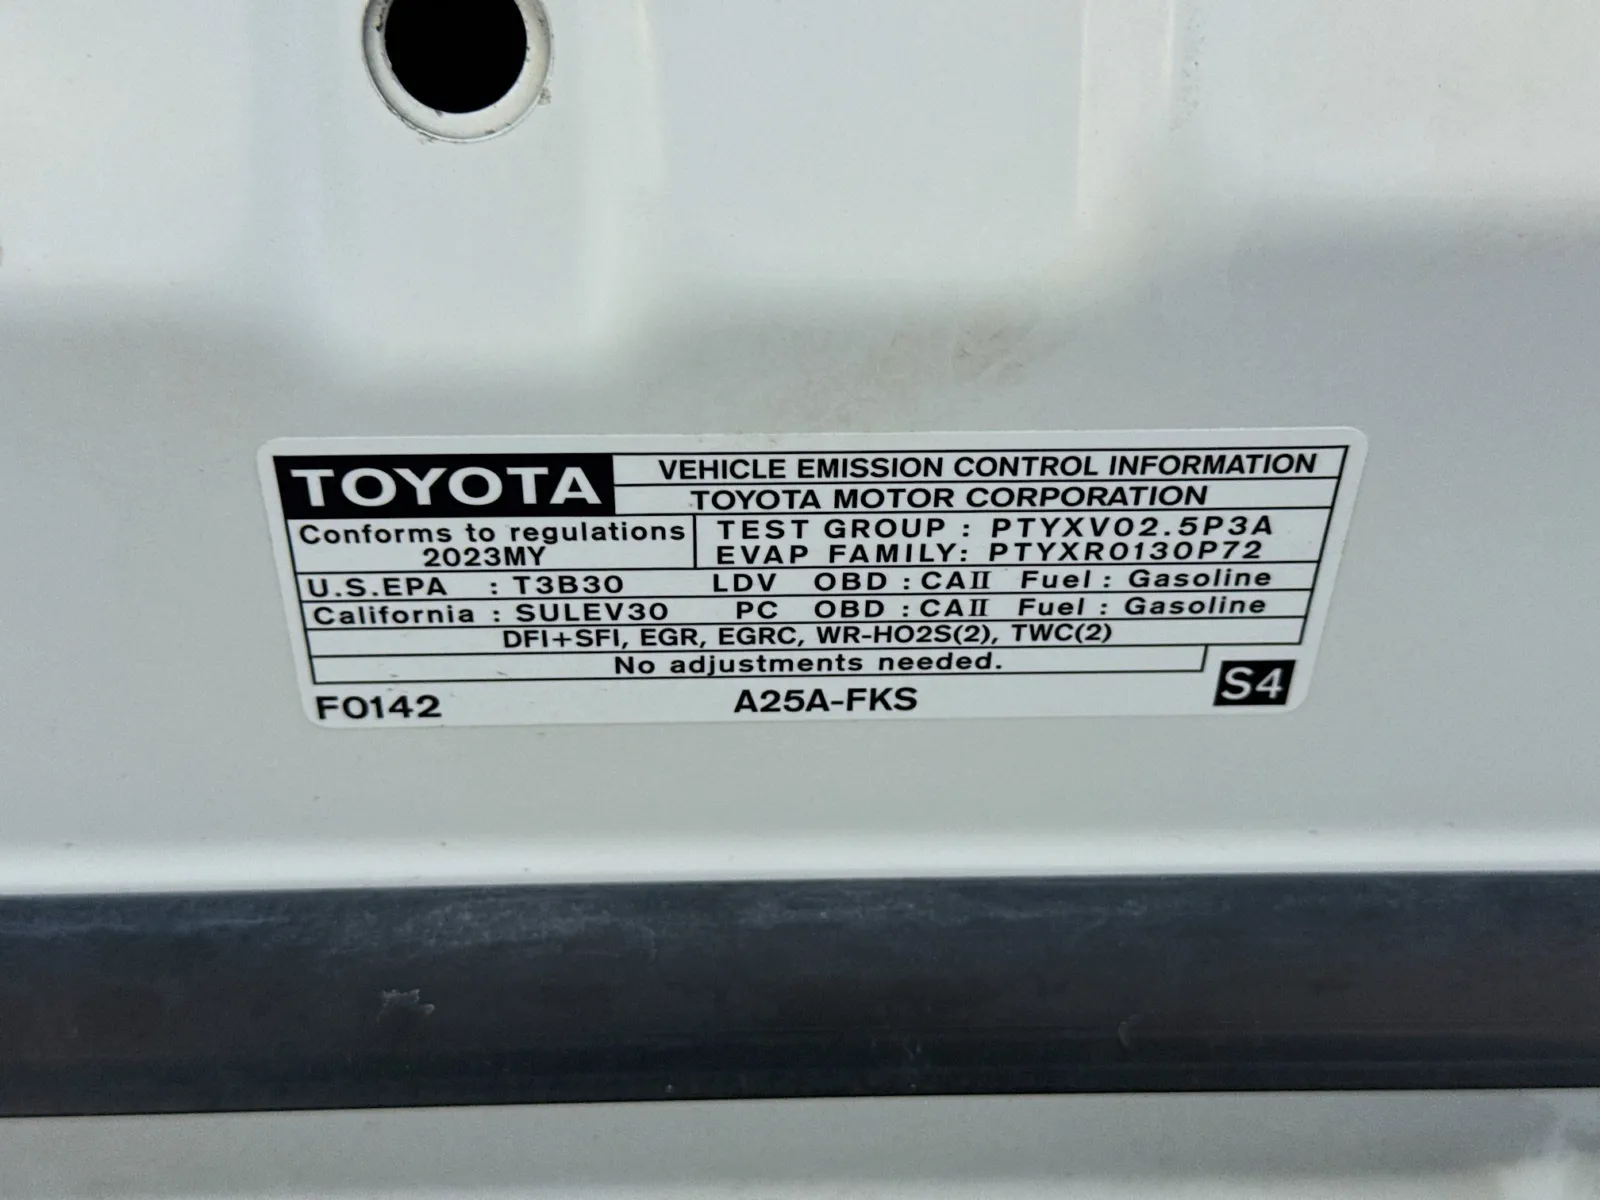 TOYOTA VEHICLE EMISSION CONTROL INFORMATION
TOYOTA MOTOR CORPORATION
Conforms to regulations
2023MY
TEST GROUP : PTYXV02.5P3A
EVAP FAMILY: PTYXR0130P72
U.S.EPA : T3B30 LDV OBD : CAII Fuel : Gasoline
California : SULEV30 PC OBD : CAII Fuel : Gasoline
DFI+SFI, EGR, EGRC, WR-HO2S(2), TWC(2)
No adjustments needed.
F0142 A25A-FKS S4